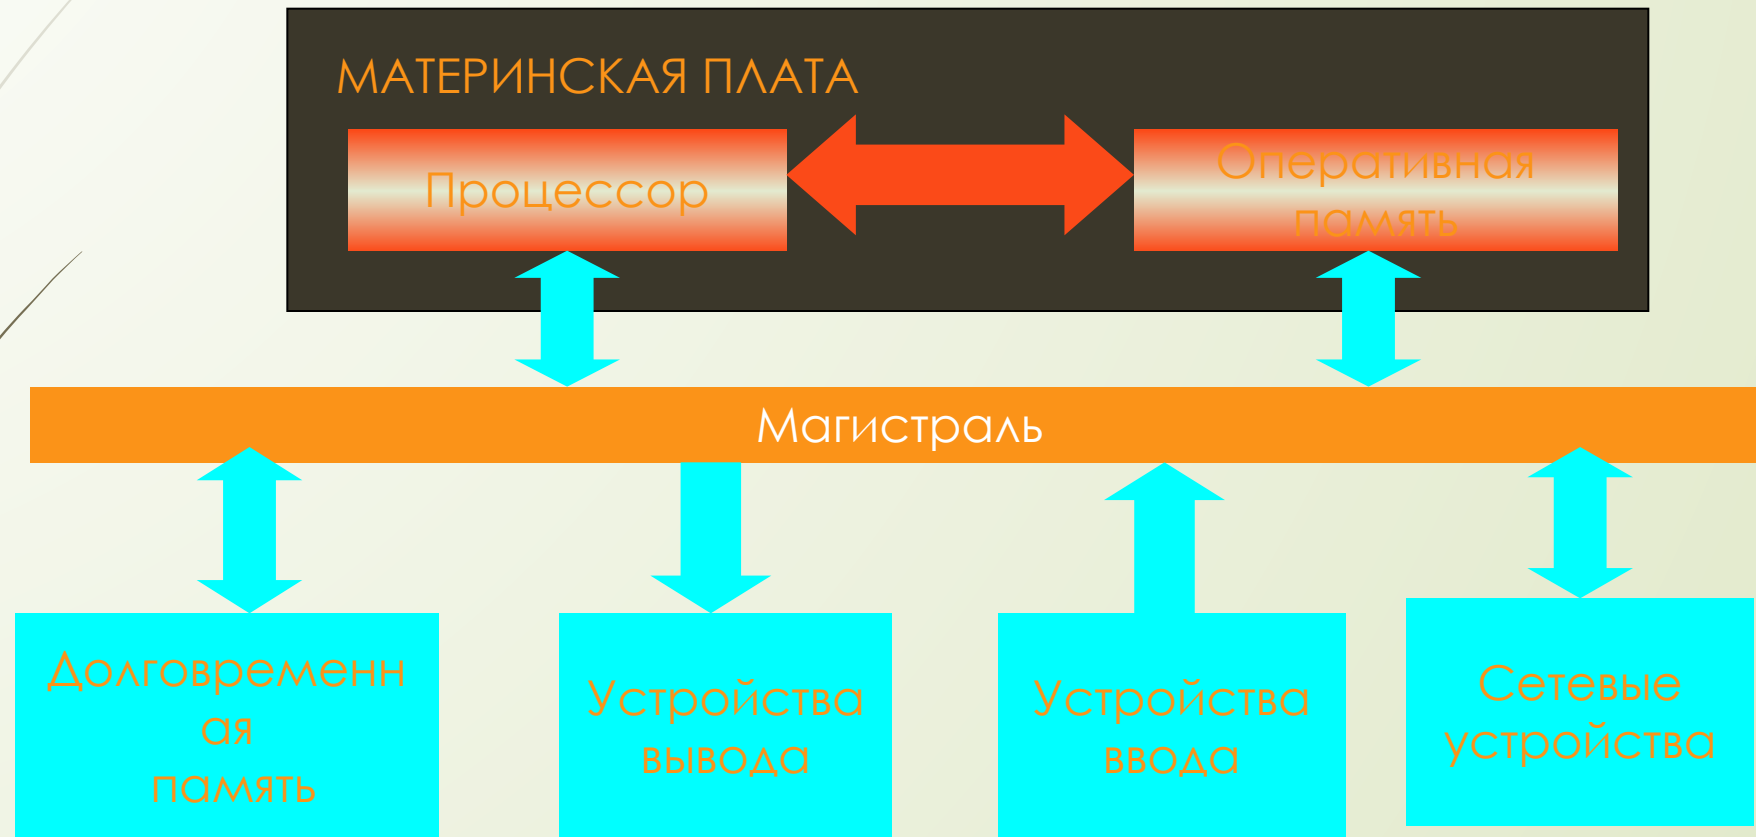 МАТЕРИНСКАЯ ПЛАТА
Процессор
Оперативная
память
Магистраль
Долговременн
ая
память
Устройства
вывода
Устройства
ввода
Сетевые
устройства